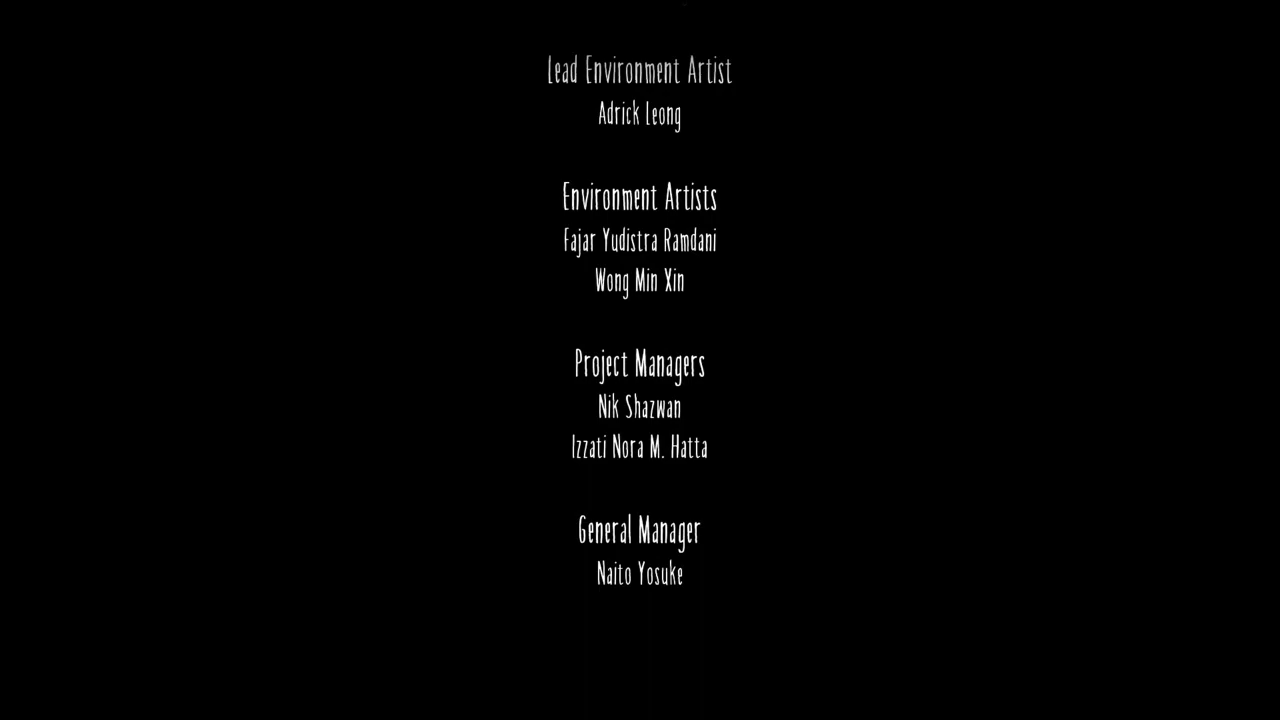 Lead Environment Artist
Adrick Leong
Environment Artists
Fajar Yudistra Ramdani
Wong Min Xin
Project Managers
Nik Shazwan
Izzati Nora M. Hatta
General Manager
Naito Yosuke